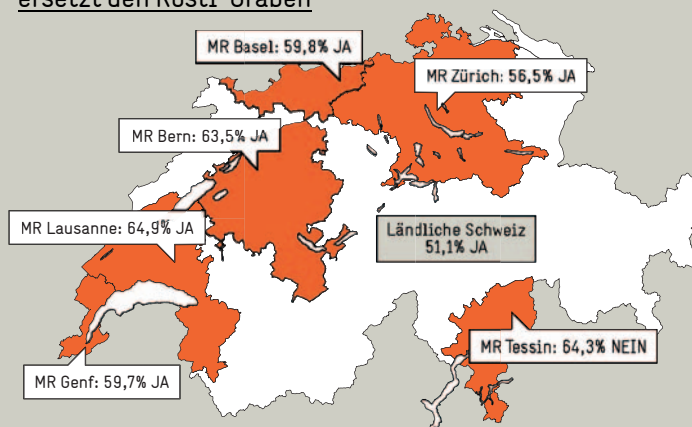 ersetzt den Rösti-Graben
MR Basel: 59,8% JA
MR Zürich: 56,5% JA
MR Bern: 63,5% JA
MR Lausanne: 64,9% JA
Ländliche Schweiz
51,1% JA
MR Tessin: 64,3% NEIN
MR Genf: 59,7% JA